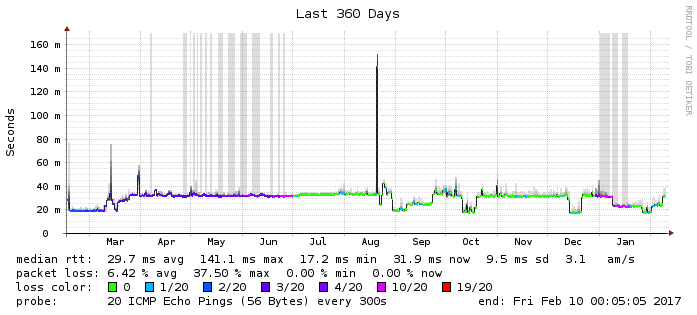 Last 360 Days
RRDTOOL / TOBI OETIKER
Seconds
160 m
140 m
120 m
100 m
80 m
60 m
40 m
20 m
0
Mar Apr May Jun Jul Aug Sep Oct Nov Dec Jan
median rtt: 29.7 ms avg 141.1 ms max 17.2 ms min 31.9 ms now 9.5 ms sd 3.1 am/s
packet loss: 6.42 % avg 37.50 % max 0.00 % min 0.00 % now
loss color: 0 1/20 2/20 3/20 4/20 10/20 19/20
probe: 20 ICMP Echo Pings (56 Bytes) every 300s end: Fri Feb 10 00:05:05 2017